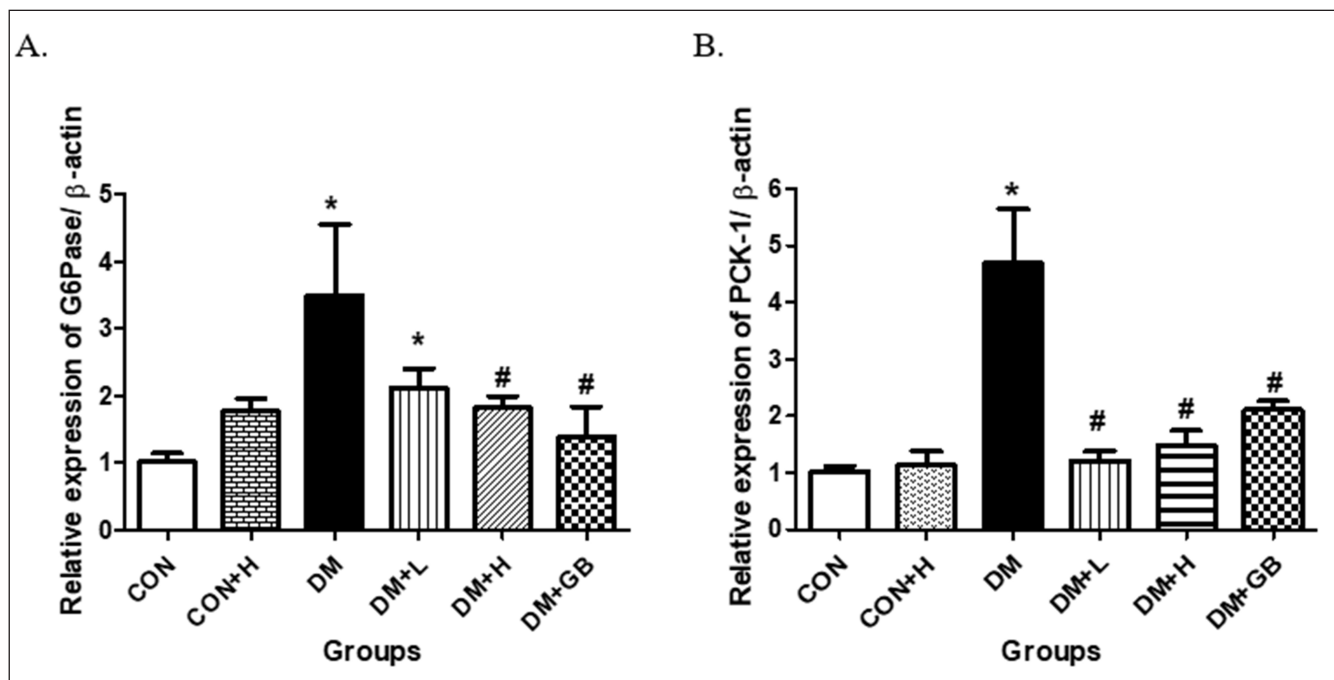 A.
Relative expression of G6Pase/ β-actin
5
4
3
2
1
0
*
*
#
#
CON
CON+H
DM
DM+L
DM+H
DM+GB
Groups
B.
Relative expression of PCK-1/ β-actin
6
5
4
3
2
1
0
*
#
#
#
CON
CON+H
DM
DM+L
DM+H
DM+GB
Groups